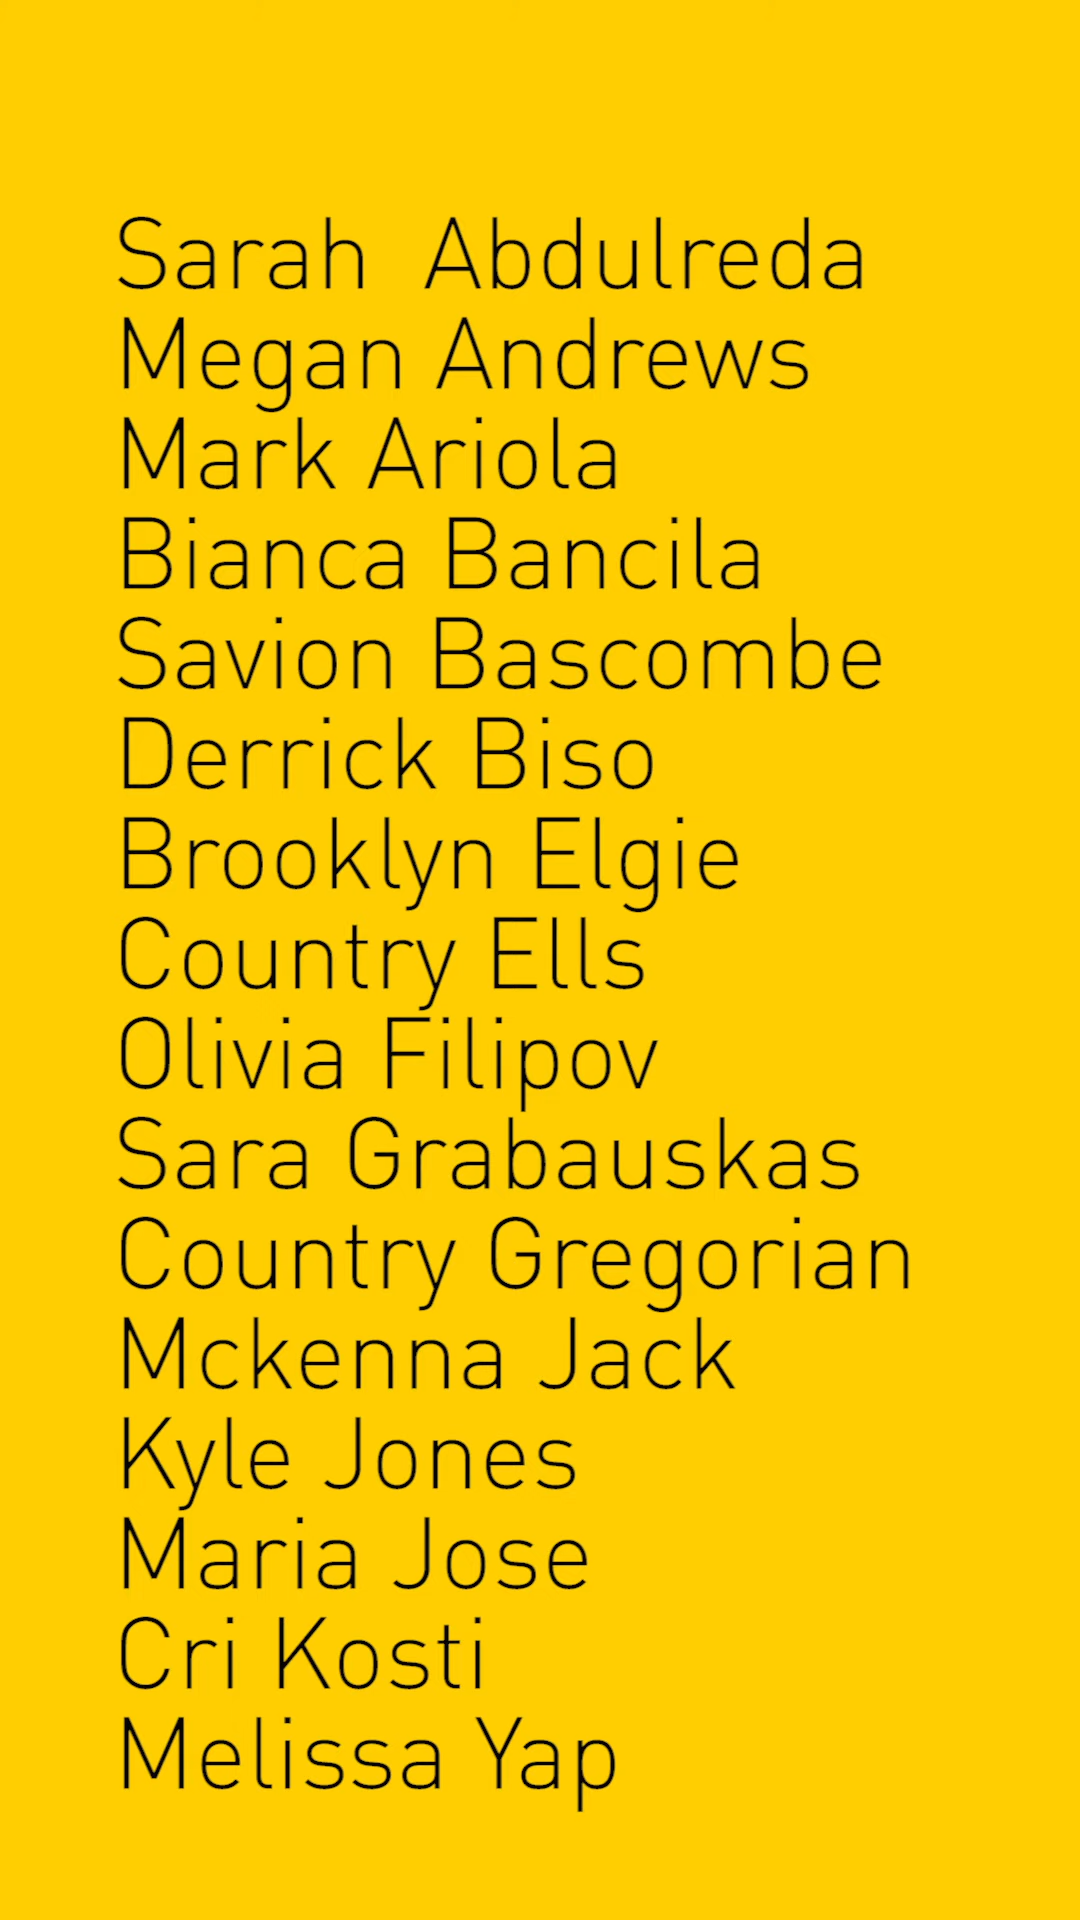 Sarah  Abdulreda
Megan Andrews
Mark Ariola
Bianca Bancila
Savion Bascombe
Derrick Biso
Brooklyn Elgie
Country Ells
Olivia Filipov
Sara Grabauskas
Country Gregorian
Mckenna Jack
Kyle Jones
Maria Jose
Cri Kosti
Melissa Yap